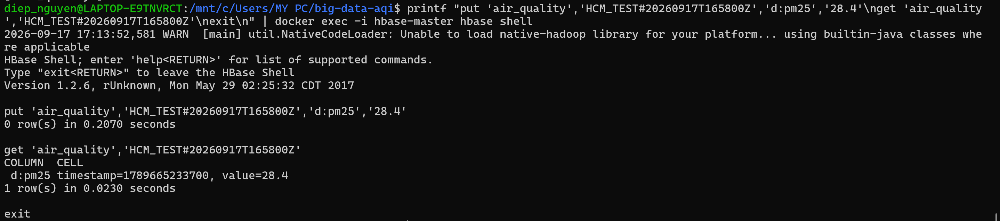 diep_nguyen@LAPTOP-E9TNVRCT:/mnt/c/Users/MY PC/big-data-aqi$ printf "put 'air_quality','HCM_TEST#20260917T165800Z','d:pm25','28.4'\nget 'air_quality
','HCM_TEST#20260917T165800Z'\nexit\n" | docker exec -i hbase-master hbase shell
2026-09-17 17:13:52,581 WARN  [main] util.NativeCodeLoader: Unable to load native-hadoop library for your platform... using builtin-java classes whe
re applicable
HBase Shell; enter 'help<RETURN>' for list of supported commands.
Type "exit<RETURN>" to leave the HBase Shell
Version 1.2.6, rUnknown, Mon May 29 02:25:32 CDT 2017

put 'air_quality','HCM_TEST#20260917T165800Z','d:pm25','28.4'
0 row(s) in 0.2070 seconds

get 'air_quality','HCM_TEST#20260917T165800Z'
COLUMN  CELL
 d:pm25 timestamp=1789665233700, value=28.4
1 row(s) in 0.0230 seconds

exit